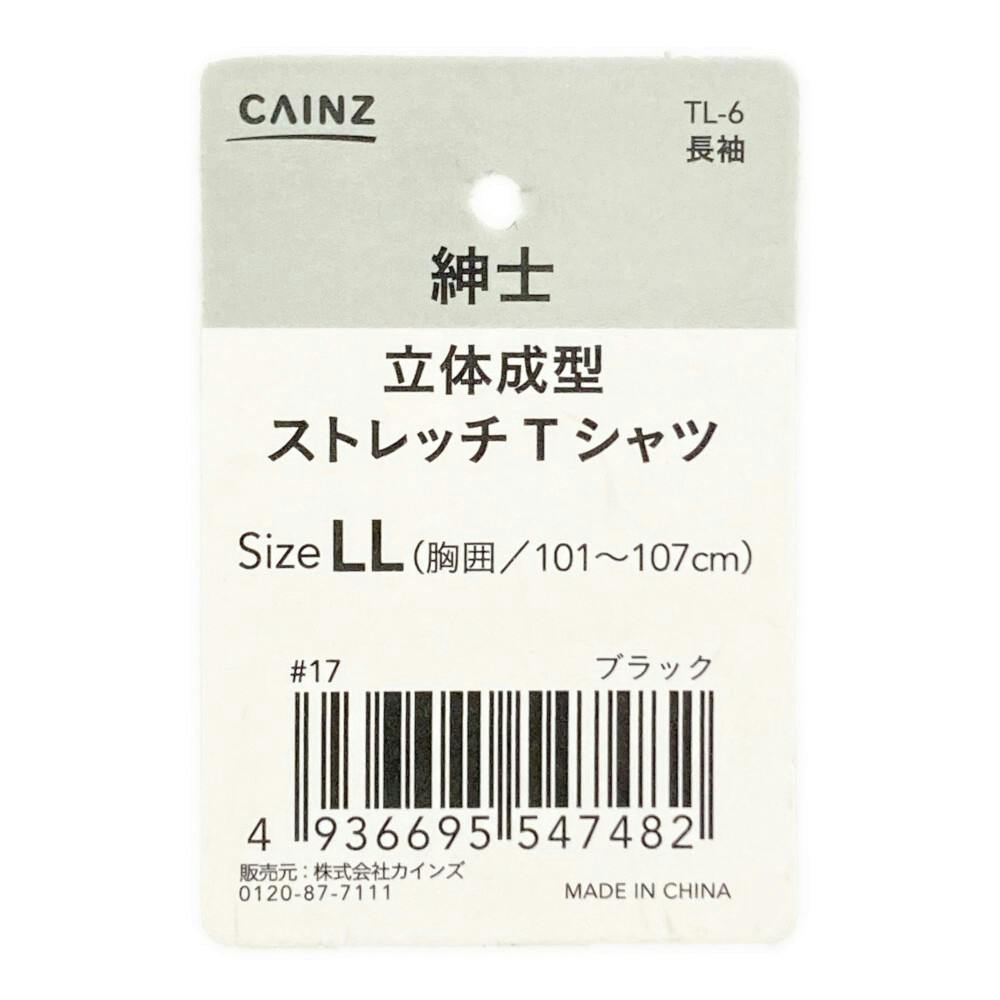 CAINZ
TL-6
長袖
紳士
立体成型
ストレッチ T シャツ
Size LL(胸囲/101～107cm)
#17
ブラック
4 936695 547482
販売元:株式会社カインズ
0120-87-7111
MADE IN CHINA